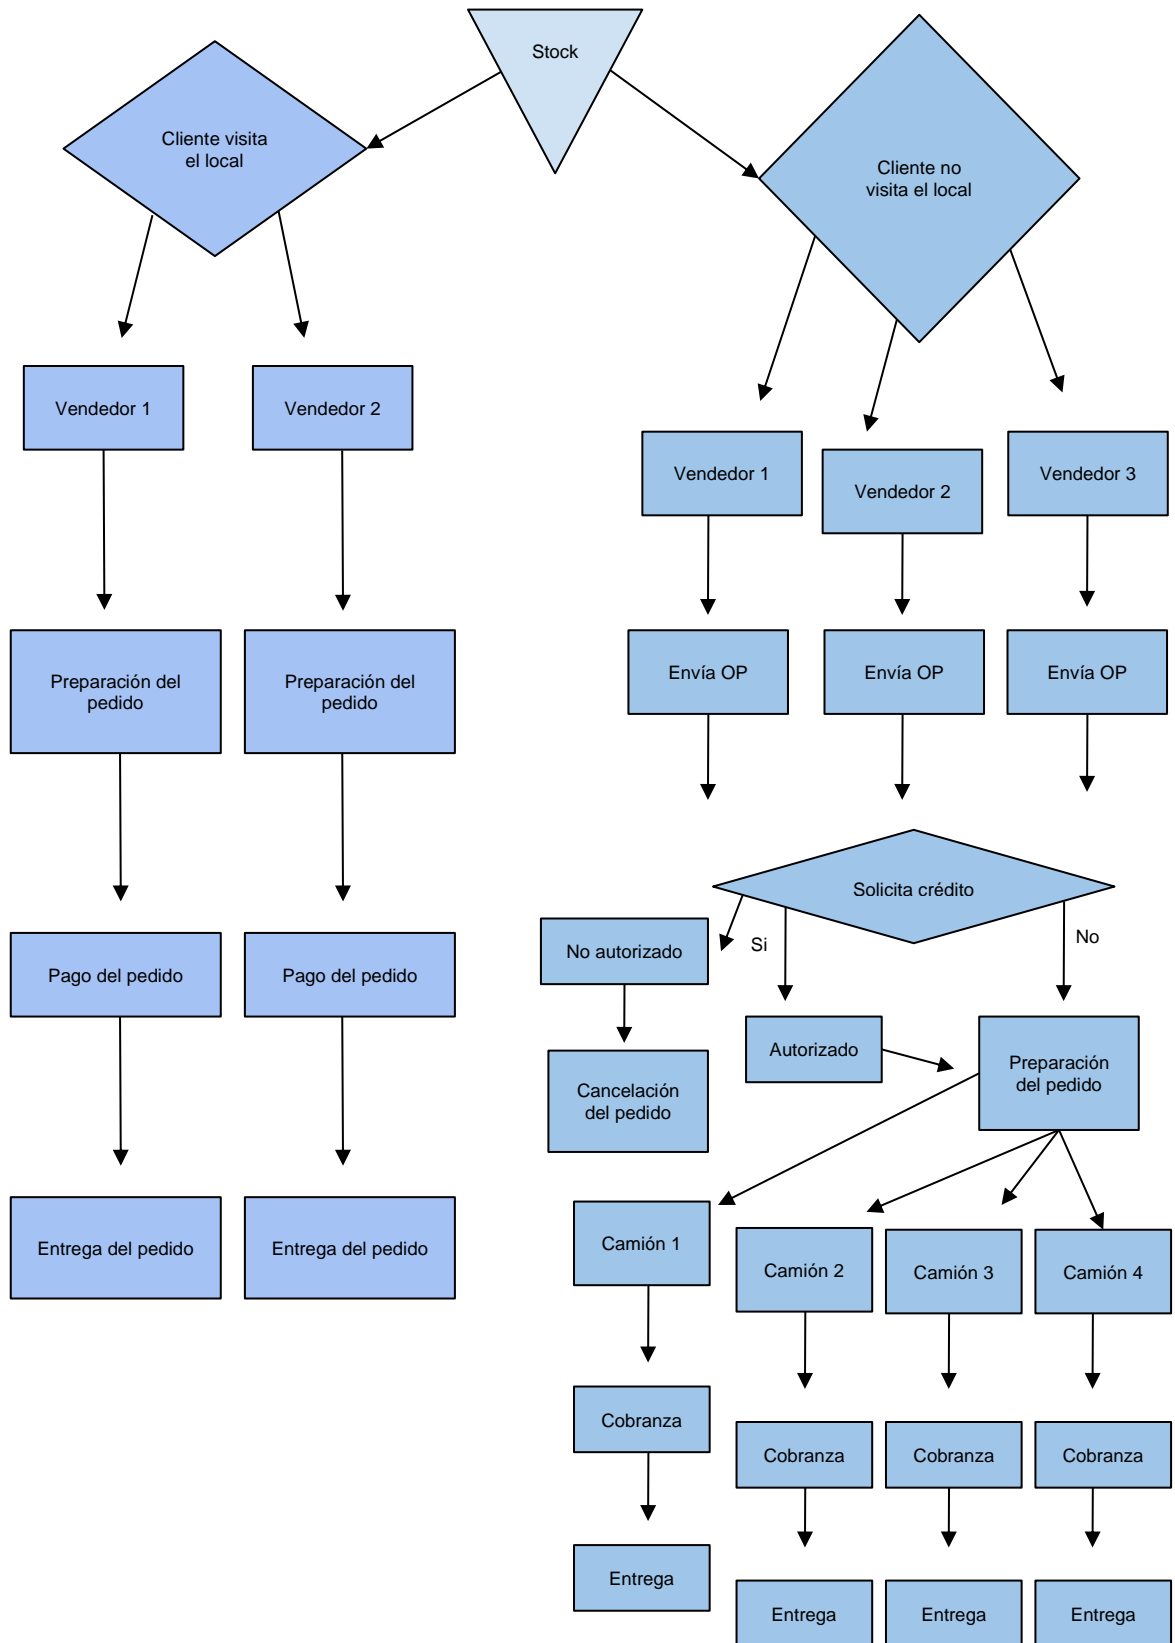 Stock
Cliente visita
el local
Cliente no
visita el local
Vendedor 1
Vendedor 2
Vendedor 1
Vendedor 2
Vendedor 3
Preparación del
pedido
Preparación del
pedido
Envía OP
Envía OP
Envía OP
Solicita crédito
Pago del pedido
Pago del pedido
No autorizado
Si
No
Autorizado
Preparación
del pedido
Cancelación
del pedido
Entrega del pedido
Entrega del pedido
Camión 1
Camión 2
Camión 3
Camión 4
Cobranza
Cobranza
Cobranza
Cobranza
Entrega
Entrega
Entrega
Entrega